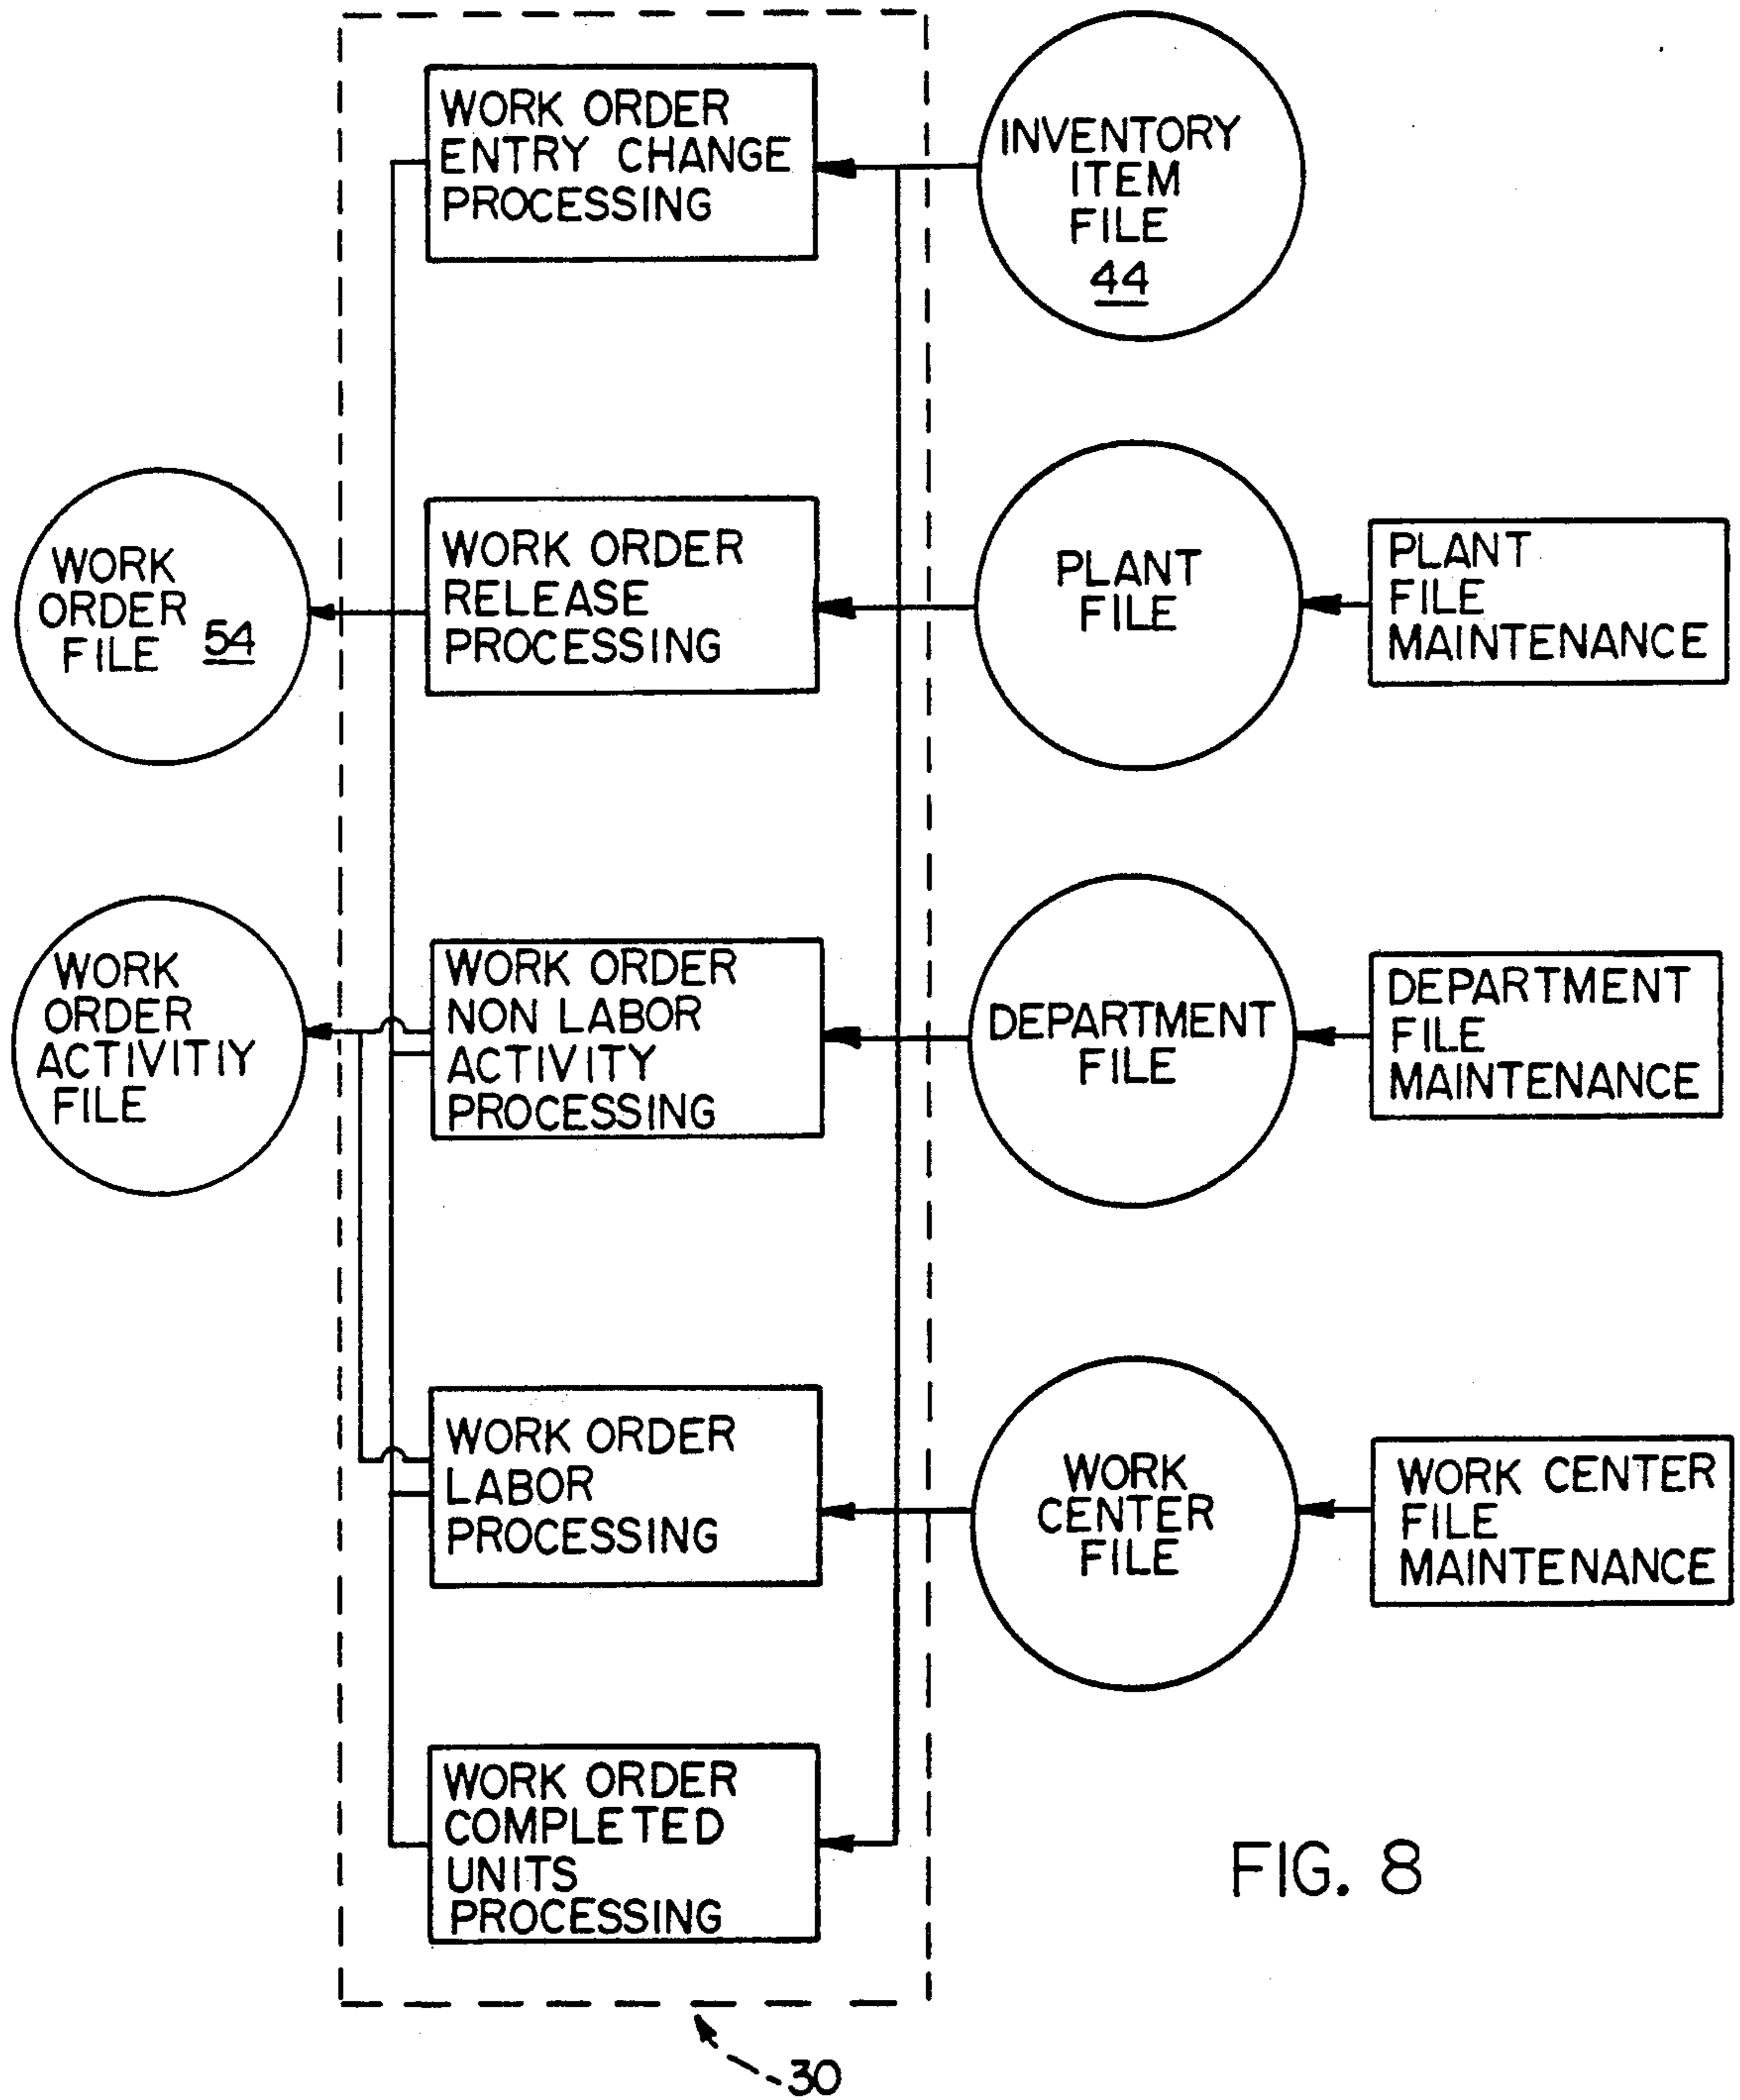 WORK ORDER
ENTRY CHANGE
PROCESSING
INVENTORY
ITEM
FILE
44
WORK
ORDER
FILE
54
WORK ORDER
RELEASE
PROCESSING
PLANT
FILE
PLANT
FILE
MAINTENANCE
WORK
ORDER
ACTIVITIY
FILE
WORK ORDER
NON LABOR
ACTIVITY
PROCESSING
DEPARTMENT
FILE
DEPARTMENT
FILE
MAINTENANCE
WORK ORDER
LABOR
PROCESSING
WORK
CENTER
FILE
WORK CENTER
FILE
MAINTENANCE
WORK ORDER
COMPLETED
UNITS
PROCESSING
FIG. 8
30